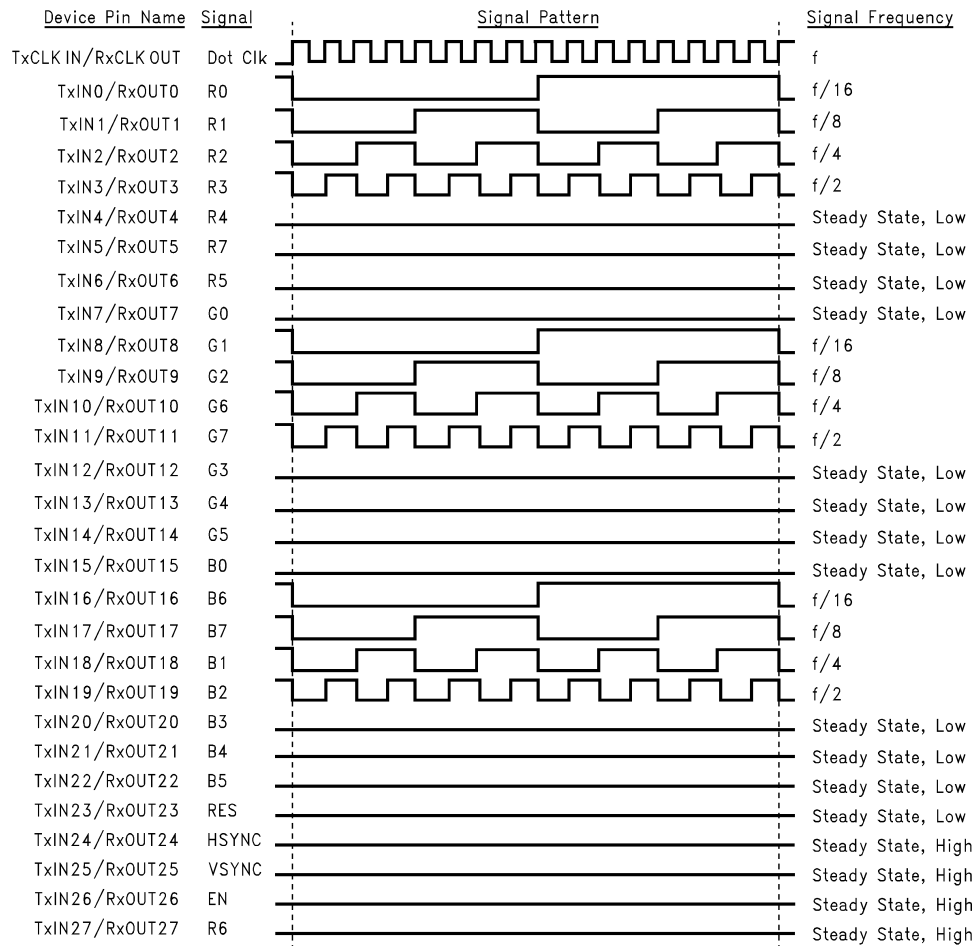 Device Pin Name Signal Signal Pattern Signal Frequency
TxCLK IN/RxCLK OUT Dot Clk f
TxIN0/RxOUT0 R0 f/16
TxIN1/RxOUT1 R1 f/8
TxIN2/RxOUT2 R2 f/4
TxIN3/RxOUT3 R3 f/2
TxIN4/RxOUT4 R4 Steady State, Low
TxIN5/RxOUT5 R7 Steady State, Low
TxIN6/RxOUT6 R5 Steady State, Low
TxIN7/RxOUT7 G0 Steady State, Low
TxIN8/RxOUT8 G1 f/16
TxIN9/RxOUT9 G2 f/8
TxIN10/RxOUT10 G6 f/4
TxIN11/RxOUT11 G7 f/2
TxIN12/RxOUT12 G3 Steady State, Low
TxIN13/RxOUT13 G4 Steady State, Low
TxIN14/RxOUT14 G5 Steady State, Low
TxIN15/RxOUT15 B0 Steady State, Low
TxIN16/RxOUT16 B6 f/16
TxIN17/RxOUT17 B7 f/8
TxIN18/RxOUT18 B1 f/4
TxIN19/RxOUT19 B2 f/2
TxIN20/RxOUT20 B3 Steady State, Low
TxIN21/RxOUT21 B4 Steady State, Low
TxIN22/RxOUT22 B5 Steady State, Low
TxIN23/RxOUT23 RES Steady State, Low
TxIN24/RxOUT24 HSYNC Steady State, High
TxIN25/RxOUT25 VSYNC Steady State, High
TxIN26/RxOUT26 EN Steady State, High
TxIN27/RxOUT27 R6 Steady State, High